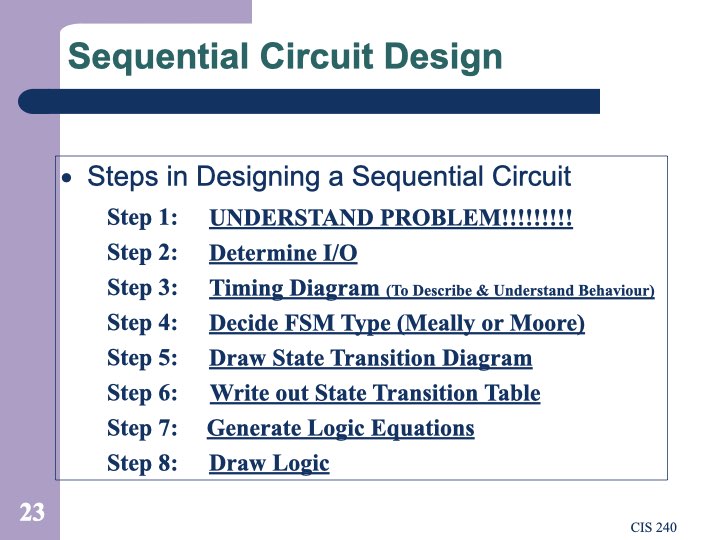 Sequential Circuit Design
• Steps in Designing a Sequential Circuit
Step 1: UNDERSTAND PROBLEM!!!!!!!!!
Step 2: Determine I/O
Step 3: Timing Diagram (To Describe & Understand Behaviour)
Step 4: Decide FSM Type (Meally or Moore)
Step 5: Draw State Transition Diagram
Step 6: Write out State Transition Table
Step 7: Generate Logic Equations
Step 8: Draw Logic
23
CIS 240